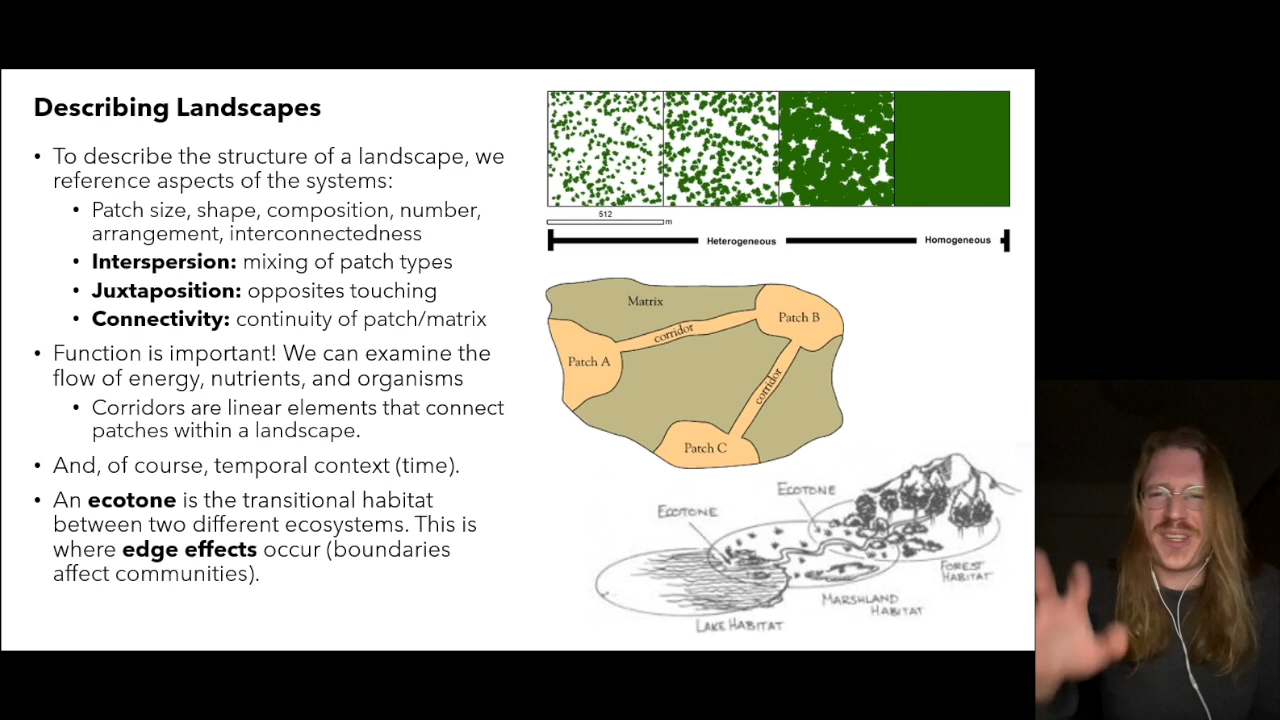 Describing Landscapes
• To describe the structure of a landscape, we
reference aspects of the systems:
• Patch size, shape, composition, number,
arrangement, interconnectedness
• Interspersion: mixing of patch types
• Juxtaposition: opposites touching
• Connectivity: continuity of patch/matrix
• Function is important! We can examine the
flow of energy, nutrients, and organisms
• Corridors are linear elements that connect
patches within a landscape.
• And, of course, temporal context (time).
• An ecotone is the transitional habitat
between two different ecosystems. This is
where edge effects occur (boundaries
affect communities).
512
m
Heterogeneous
Homogeneous
Matrix
Patch B
corridor
Patch A
corridor
Patch C
ECOTONE
ECOTONE
FOREST
HABITAT
MARSHLAND
HABITAT
LAKE HABITAT